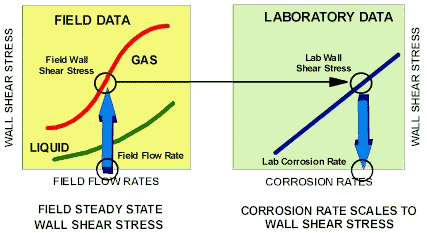 FIELD DATA
Field Wall
Shear Stress
GAS
LIQUID
Field Flow Rate
WALL SHEAR STRESS
FIELD FLOW RATES
FIELD STEADY STATE
WALL SHEAR STRESS
LABORATORY DATA
Lab Wall
Shear Stress
Lab Corrosion Rate
WALL SHEAR STRESS
CORROSION RATES
CORROSION RATE SCALES TO
WALL SHEAR STRESS